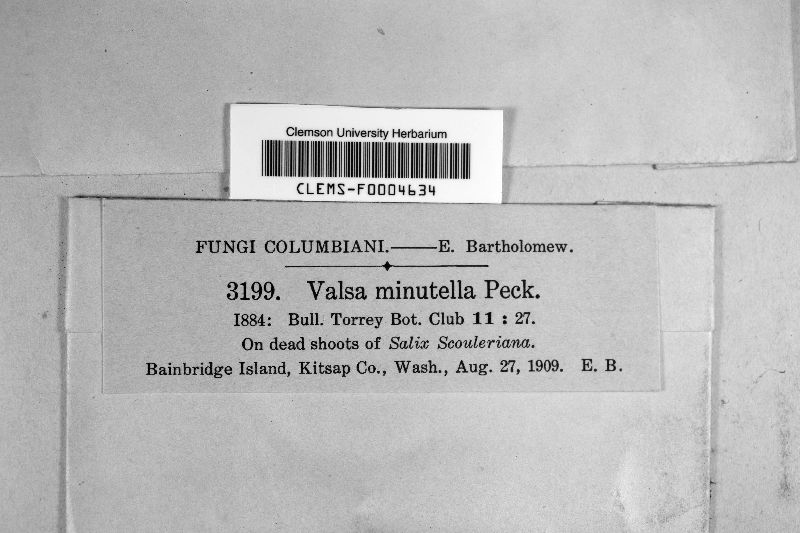 Clemson University Herbarium
CLEMS-F0004634
FUNGI COLUMBIANI.——E. Bartholomew.
3199. Valsa minutella Peck.
1884: Bull. Torrey Bot. Club 11 : 27.
On dead shoots of Salix Scouleriana.
Bainbridge Island, Kitsap Co., Wash., Aug. 27, 1909. E. B.